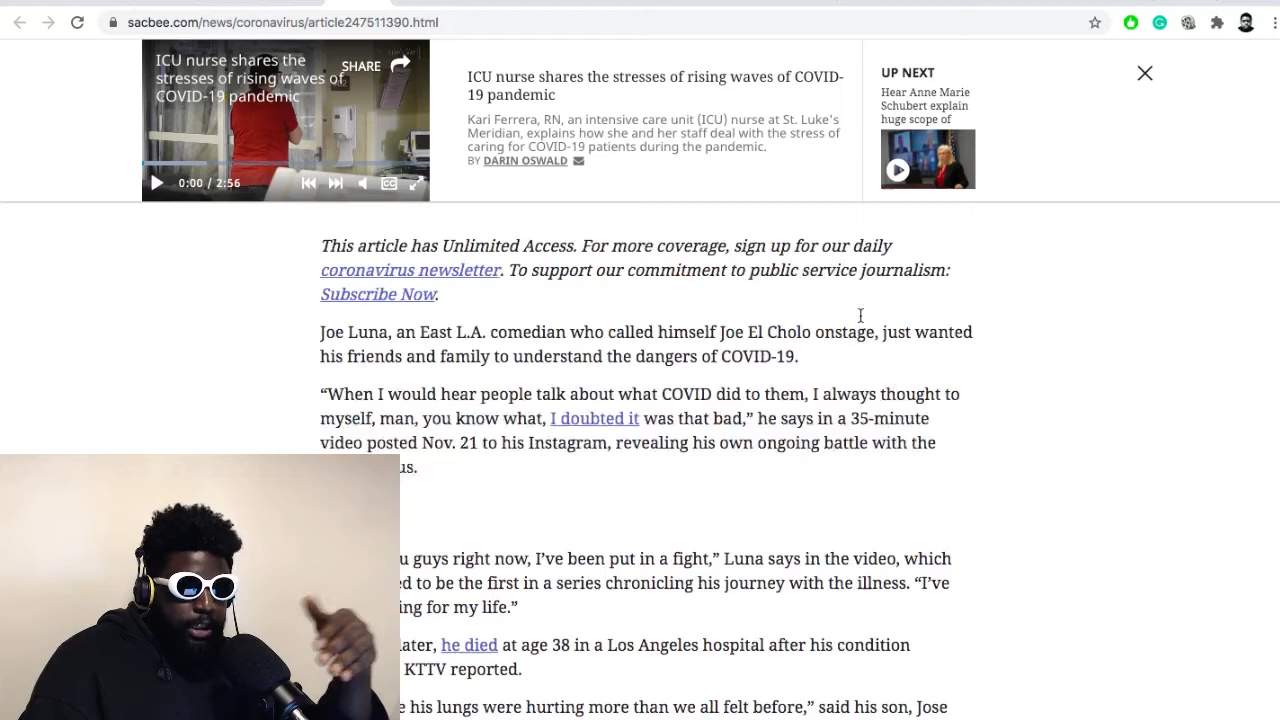 sacbee.com/news/coronavirus/article247511390.html
ICU nurse shares the
stresses of rising waves of
COVID-19 pandemic
SHARE
0:00 / 2:56
CC
ICU nurse shares the stresses of rising waves of COVID-
19 pandemic
Kari Ferrera, RN, an intensive care unit (ICU) nurse at St. Luke's
Meridian, explains how she and her staff deal with the stress of
caring for COVID-19 patients during the pandemic.
BY DARIN OSWALD
UP NEXT
Hear Anne Marie
Schubert explain
huge scope of
This article has Unlimited Access. For more coverage, sign up for our daily
coronavirus newsletter. To support our commitment to public service journalism:
Subscribe Now.
Joe Luna, an East L.A. comedian who called himself Joe El Cholo onstage, just wanted
his friends and family to understand the dangers of COVID-19.
“When I would hear people talk about what COVID did to them, I always thought to
myself, man, you know what, I doubted it was that bad,” he says in a 35-minute
video posted Nov. 21 to his Instagram, revealing his own ongoing battle with the
us.
u guys right now, I’ve been put in a fight,” Luna says in the video, which
ed to be the first in a series chronicling his journey with the illness. “I’ve
ing for my life.”
later, he died at age 38 in a Los Angeles hospital after his condition
KTTV reported.
e his lungs were hurting more than we all felt before,” said his son, Jose